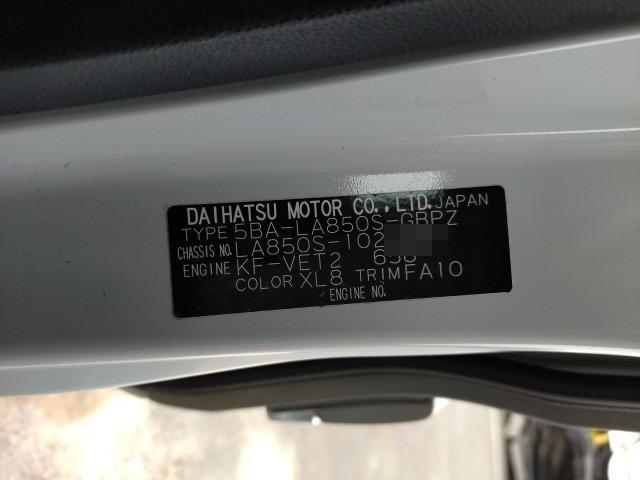 DAIHATSU MOTOR CO.,LTD. JAPAN
TYPE 5BA-LA850S-GBPZ
CHASSIS NO. LA850S-102
ENGINE KF-VET2 658
COLOR XL8 TRIM FA10
ENGINE NO.